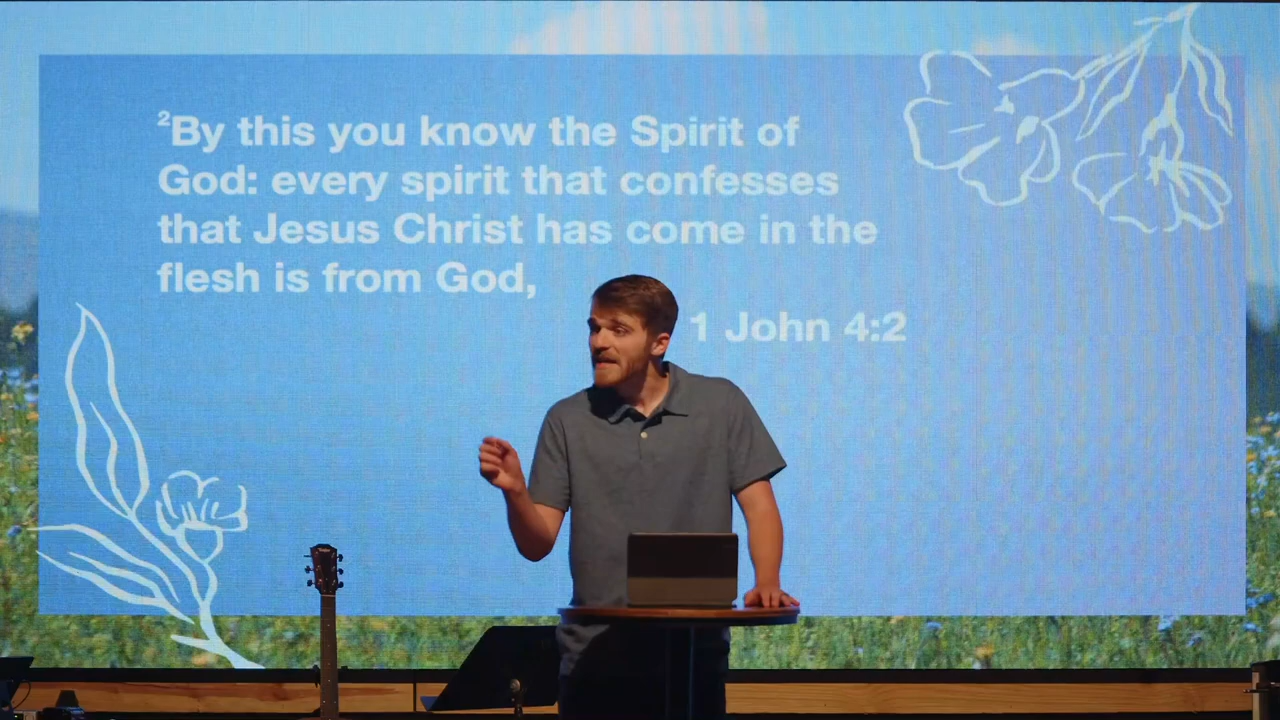 ²By this you know the Spirit of
God: every spirit that confesses
that Jesus Christ has come in the
flesh is from God,
1 John 4:2